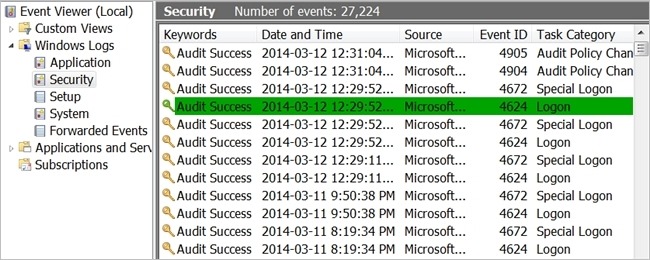 Event Viewer (Local)
Custom Views
Windows Logs
Application
Security
Setup
System
Forwarded Events
Applications and Serv
Subscriptions
Security Number of events: 27,224
Keywords Date and Time Source Event ID Task Category
Audit Success 2014-03-12 12:31:04... Microsoft... 4905 Audit Policy Chan
Audit Success 2014-03-12 12:31:04... Microsoft... 4904 Audit Policy Chan
Audit Success 2014-03-12 12:29:52... Microsoft... 4672 Special Logon
Audit Success 2014-03-12 12:29:52... Microsoft... 4624 Logon
Audit Success 2014-03-12 12:29:52... Microsoft... 4672 Special Logon
Audit Success 2014-03-12 12:29:52... Microsoft... 4624 Logon
Audit Success 2014-03-12 12:29:11... Microsoft... 4672 Special Logon
Audit Success 2014-03-12 12:29:11... Microsoft... 4624 Logon
Audit Success 2014-03-11 9:50:38 PM Microsoft... 4672 Special Logon
Audit Success 2014-03-11 9:50:38 PM Microsoft... 4624 Logon
Audit Success 2014-03-11 8:19:34 PM Microsoft... 4672 Special Logon
Audit Success 2014-03-11 8:19:34 PM Microsoft... 4624 Logon